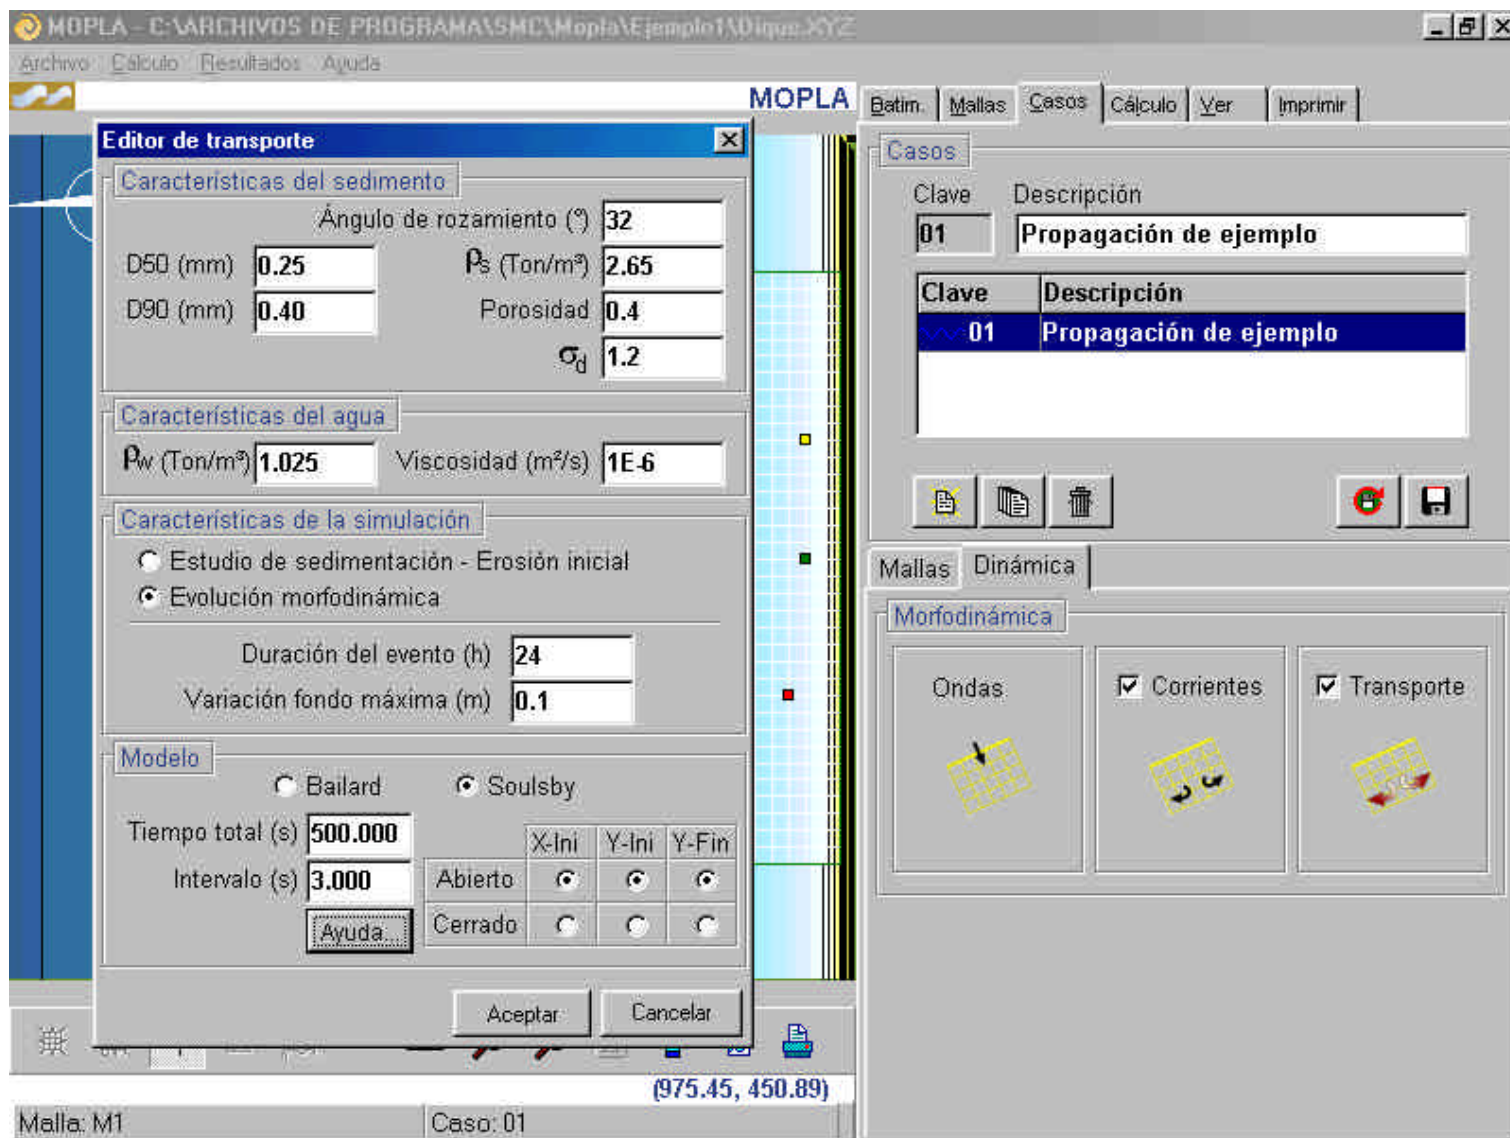 MOPLA - C:\ARCHIVOS DE PROGRAMA\SMC\Mopla\Ejemplo1\Dique.XYZ
Archivo Cálculo Resultados Ayuda
MOPLA
Batim. Mallas Casos Cálculo Ver Imprimir
Editor de transporte
Características del sedimento
Ángulo de rozamiento (º) 32
D50 (mm) 0.25 ρs (Ton/m³) 2.65
D90 (mm) 0.40 Porosidad 0.4
σd 1.2
Características del agua
ρw (Ton/m³) 1.025 Viscosidad (m²/s) 1E-6
Características de la simulación
Estudio de sedimentación - Erosión inicial
Evolución morfodinámica
Duración del evento (h) 24
Variación fondo máxima (m) 0.1
Modelo
Bailard Soulsby
Tiempo total (s) 500.000
Intervalo (s) 3.000
X-Ini Y-Ini Y-Fin
Abierto
Cerrado
Ayuda...
Aceptar Cancelar
Casos
Clave Descripción
01 Propagación de ejemplo
Clave Descripción
01 Propagación de ejemplo
Mallas Dinámica
Morfodinámica
Ondas Corrientes Transporte
(975.45, 450.89)
Malla: M1 Caso: 01